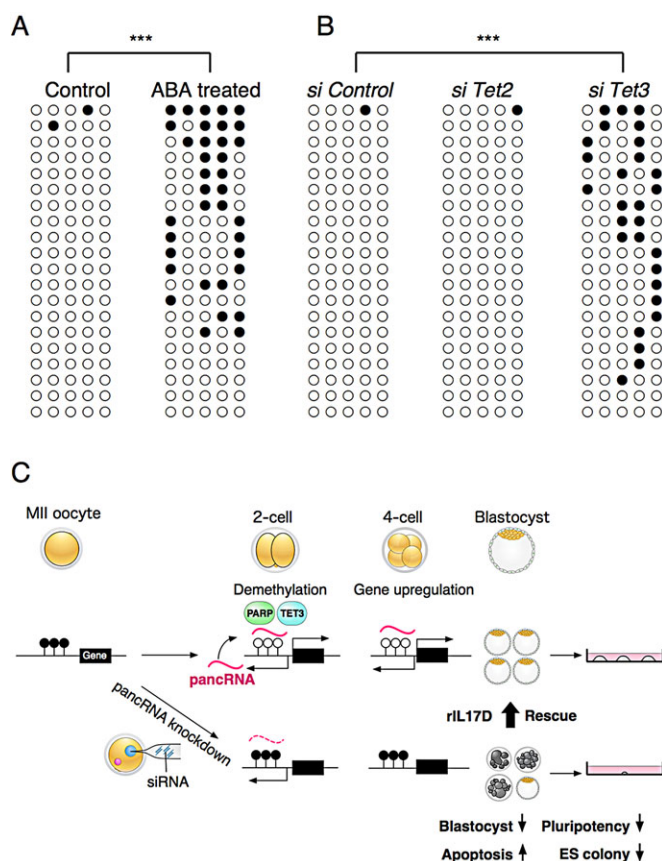 A
B
***
***
Control
ABA treated
si Control
si Tet2
si Tet3
C
MII oocyte
2-cell
4-cell
Blastocyst
Demethylation
Gene upregulation
PARP
TET3
Gene
pancRNA
pancRNA knockdown
rIL17D
Rescue
siRNA
Blastocyst
Pluripotency
Apoptosis
ES colony